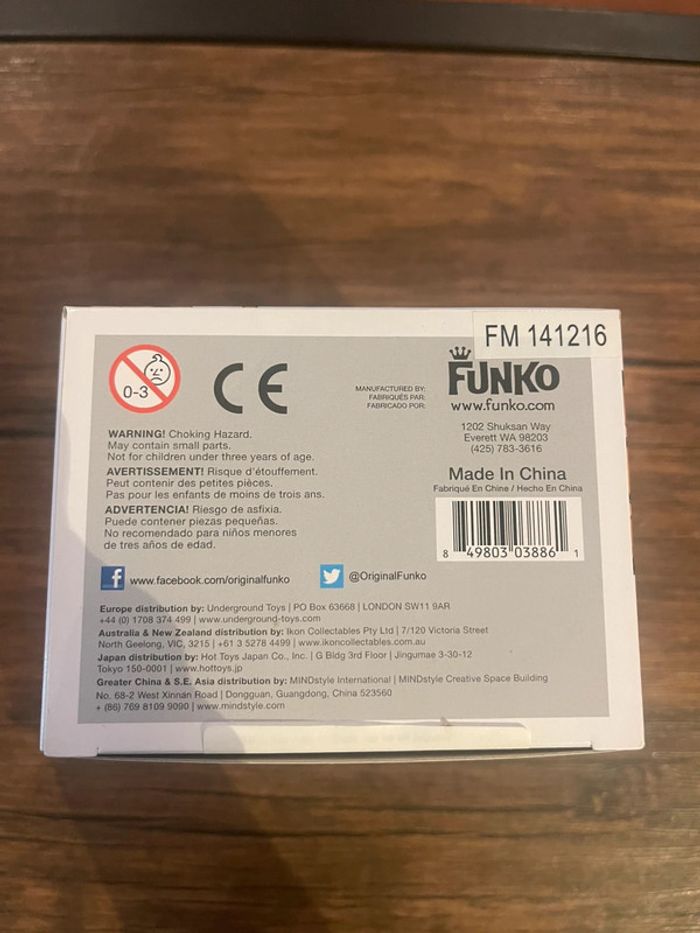 FM 141216
0-3
CE
MANUFACTURED BY:
FABRIQUÉS PAR:
FABRICADO POR:
FUNKO
www.funko.com
1202 Shuksan Way
Everett WA 98203
(425) 783-3616
WARNING! Choking Hazard.
May contain small parts.
Not for children under three years of age.
AVERTISSEMENT! Risque d'étouffement.
Peut contenir des petites pièces.
Pas pour les enfants de moins de trois ans.
ADVERTENCIA! Riesgo de asfixia.
Puede contener piezas pequeñas.
No recomendado para niños menores
de tres años de edad.
Made In China
Fabriqué En Chine / Hecho En China
8 49803 03886 1
f www.facebook.com/originalfunko
@OriginalFunko
Europe distribution by: Underground Toys | PO Box 63668 | LONDON SW11 9AR
+44 (0) 1708 374 499 | www.underground-toys.com
Australia & New Zealand distribution by: Ikon Collectables Pty Ltd | 7/120 Victoria Street
North Geelong, VIC, 3215 | +61 3 5278 4499 | www.ikoncollectables.com.au
Japan distribution by: Hot Toys Japan Co., Inc. | G Bldg 3rd Floor | Jingumae 3-30-12
Tokyo 150-0001 | www.hottoys.jp
Greater China & S.E. Asia distribution by: MINDstyle International | MINDstyle Creative Space Building
No. 68-2 West Xinnan Road | Dongguan, Guangdong, China 523560
+ (86) 769 8109 9090 | www.mindstyle.com